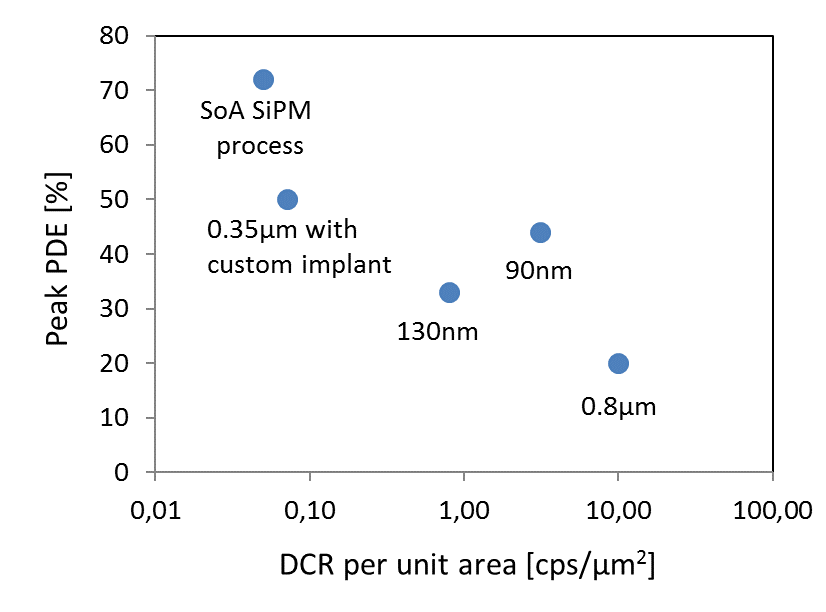 80
70
60
50
40
30
20
10
0
Peak PDE [%]
SoA SiPM
process
0.35µm with
custom implant
90nm
130nm
0.8µm
0,01
0,10
1,00
10,00
100,00
DCR per unit area [cps/µm²]